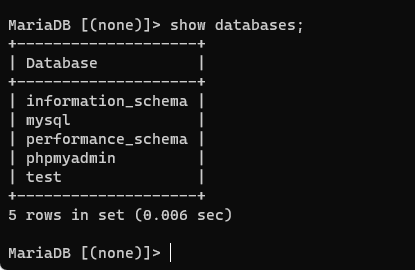 MariaDB [(none)]> show databases;
+--------------------+
| Database           |
+--------------------+
| information_schema |
| mysql              |
| performance_schema |
| phpmyadmin         |
| test               |
+--------------------+
5 rows in set (0.006 sec)
MariaDB [(none)]>